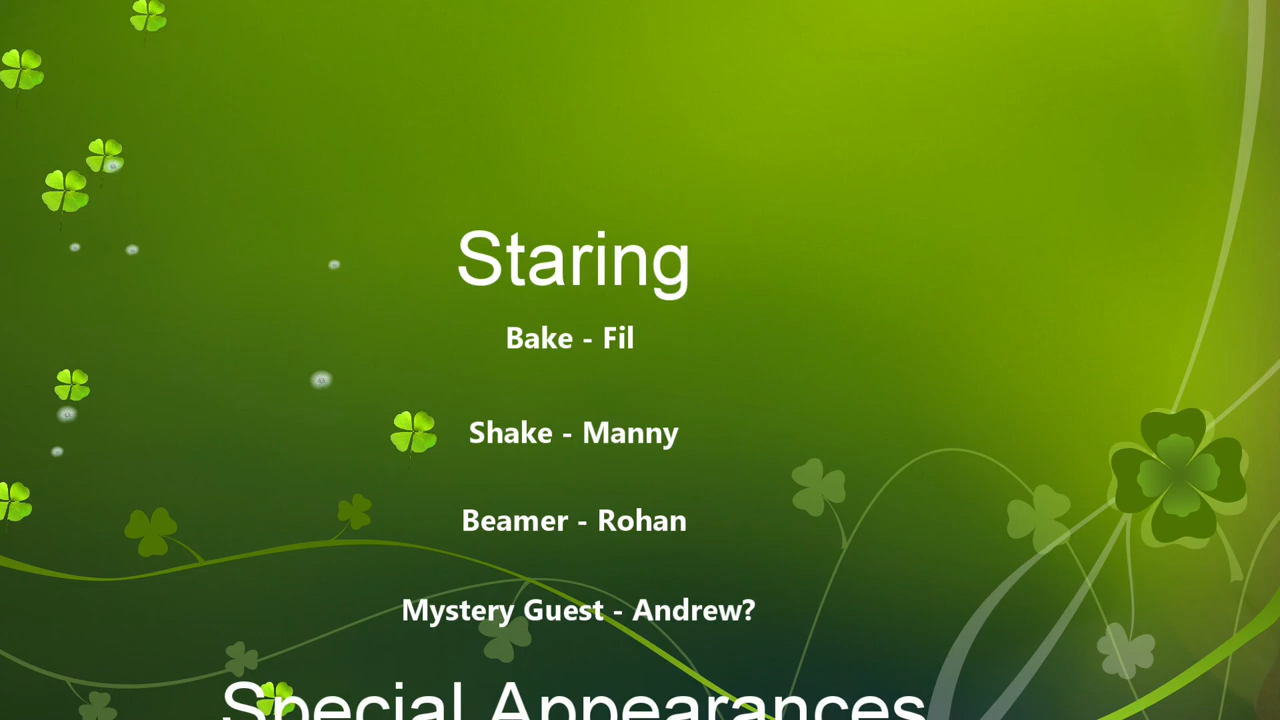 Staring
Bake - Fil
Shake - Manny
Beamer - Rohan
Mystery Guest - Andrew?
Special Appearances